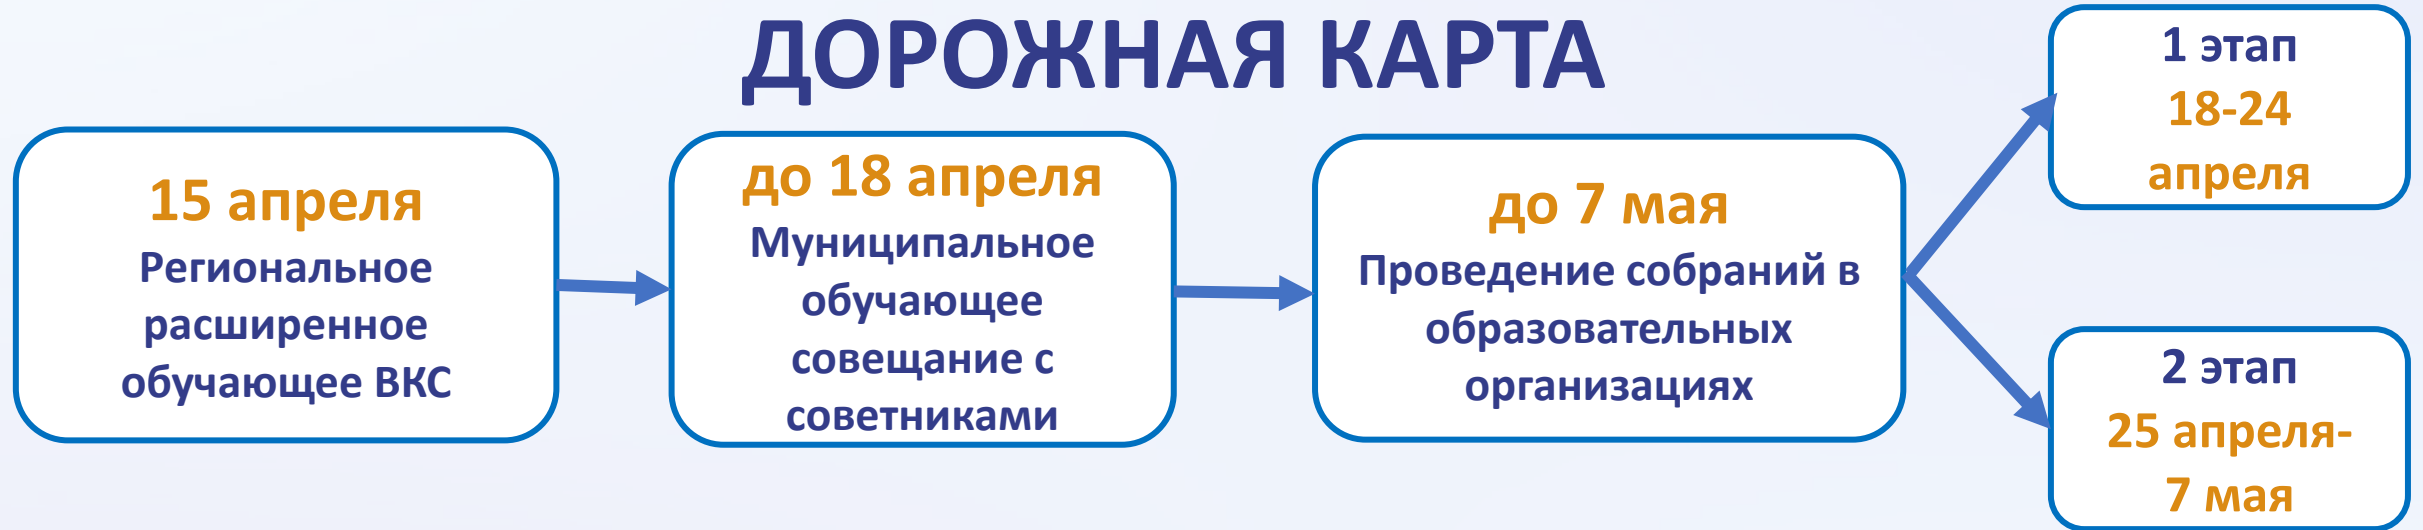 ДОРОЖНАЯ КАРТА
15 апреля
Региональное
расширенное
обучающее ВКС
до 18 апреля
Муниципальное
обучающее
совещание с
советниками
до 7 мая
Проведение собраний в
образовательных
организациях
1 этап
18-24
апреля
2 этап
25 апреля-
7 мая